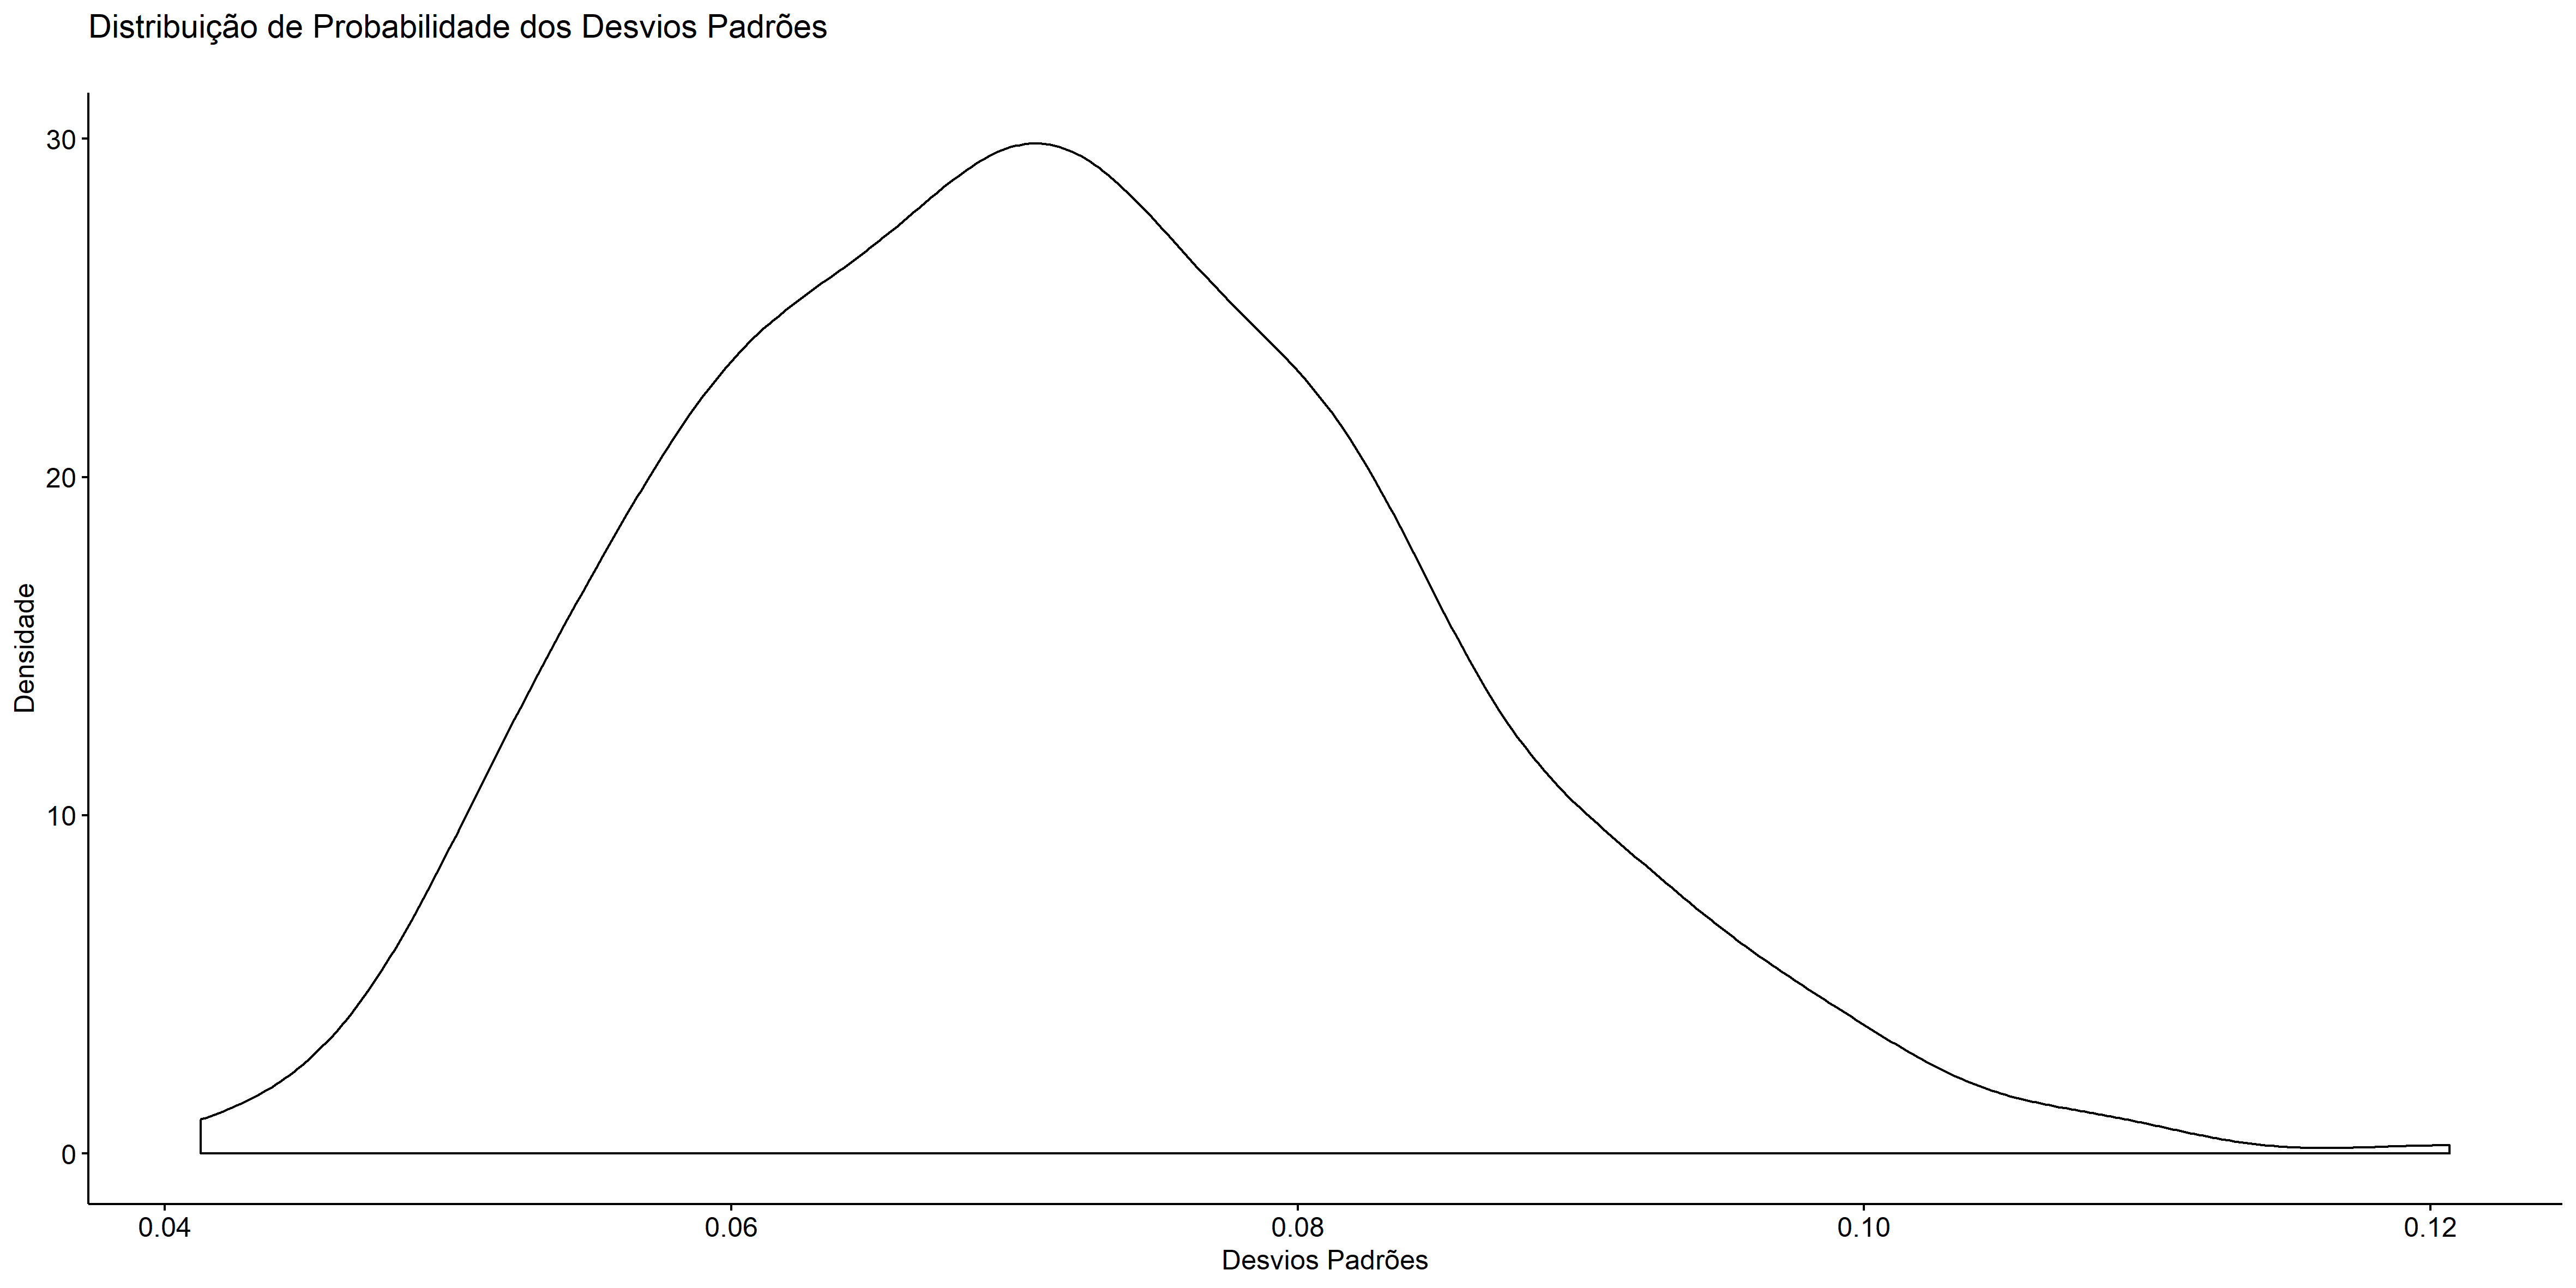 Distribuição de Probabilidade dos Desvios Padrões
30
20
10
0
Densidade
0.04 0.06 0.08 0.10 0.12
Desvios Padrões